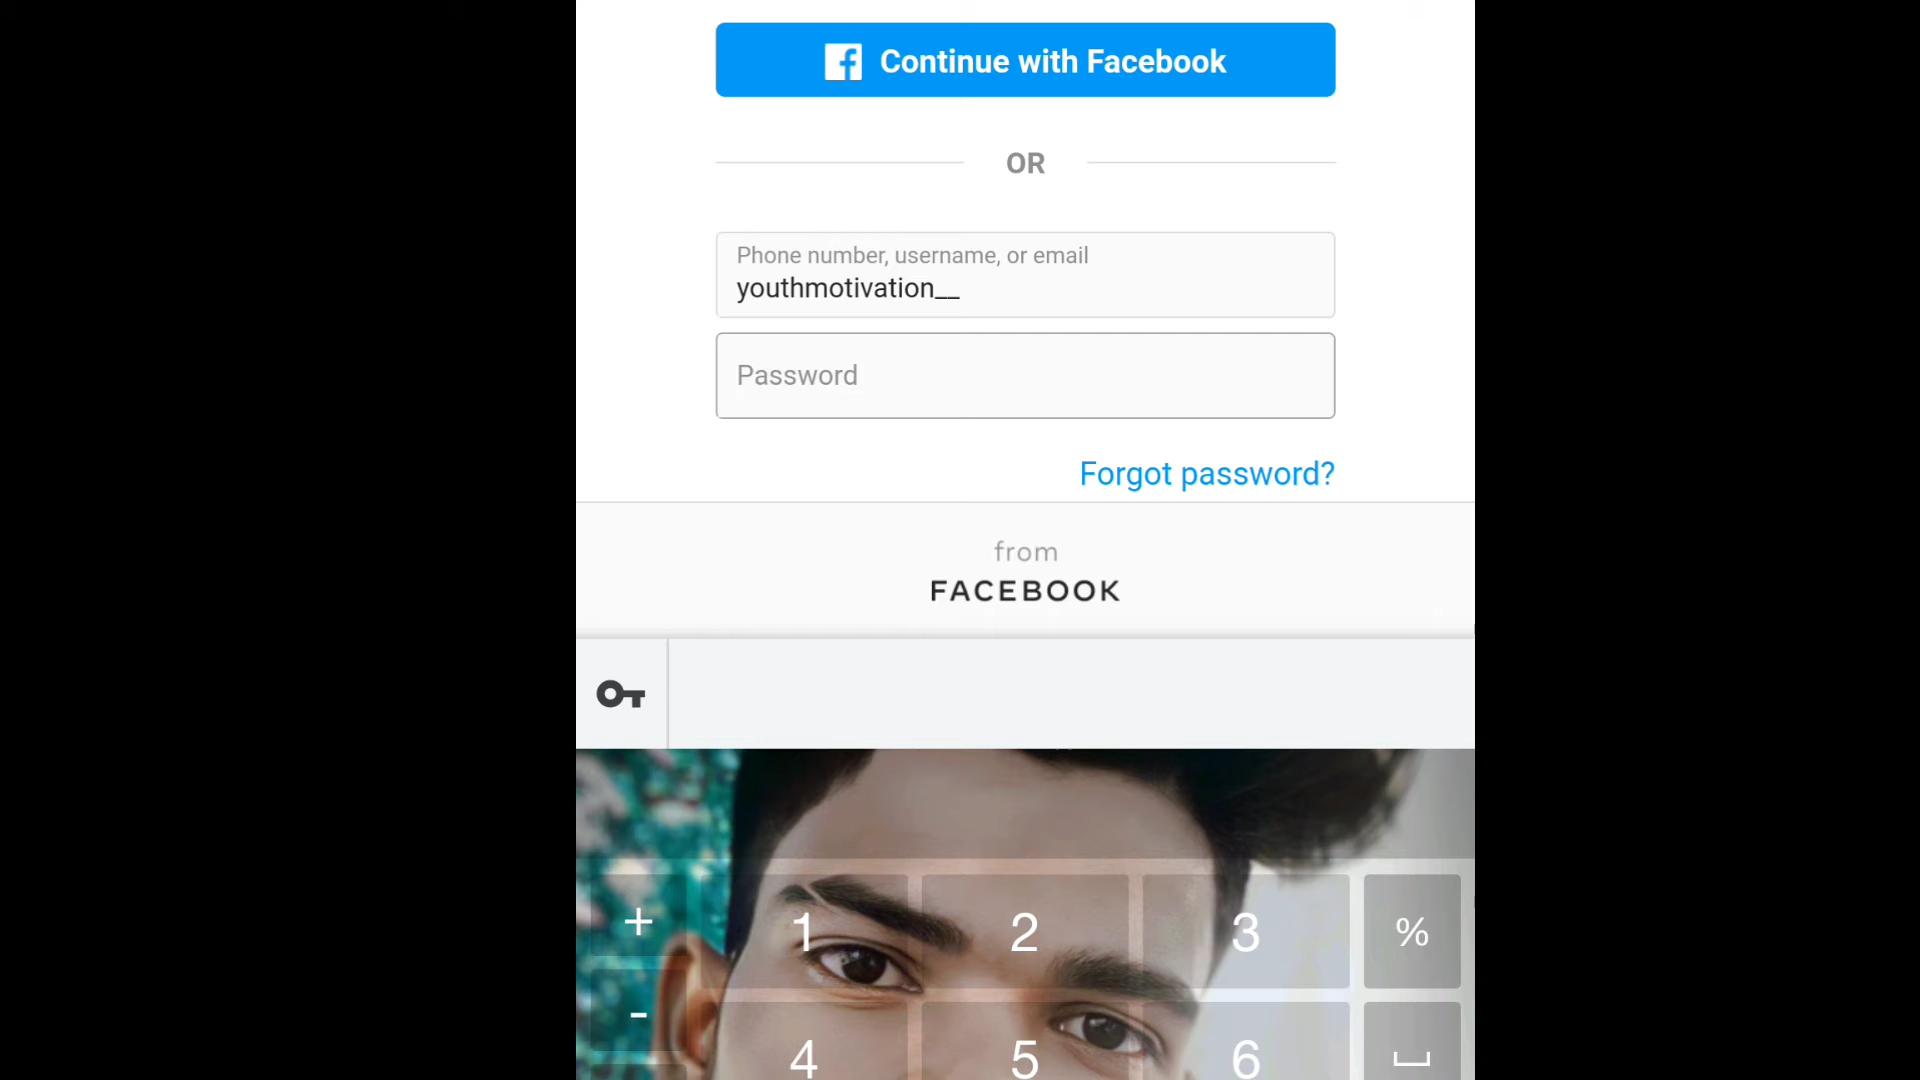 Continue with Facebook
OR
Phone number, username, or email
youthmotivation__
Password
Forgot password?
from
FACEBOOK
+ 1 2 3 %
- 4 5 6